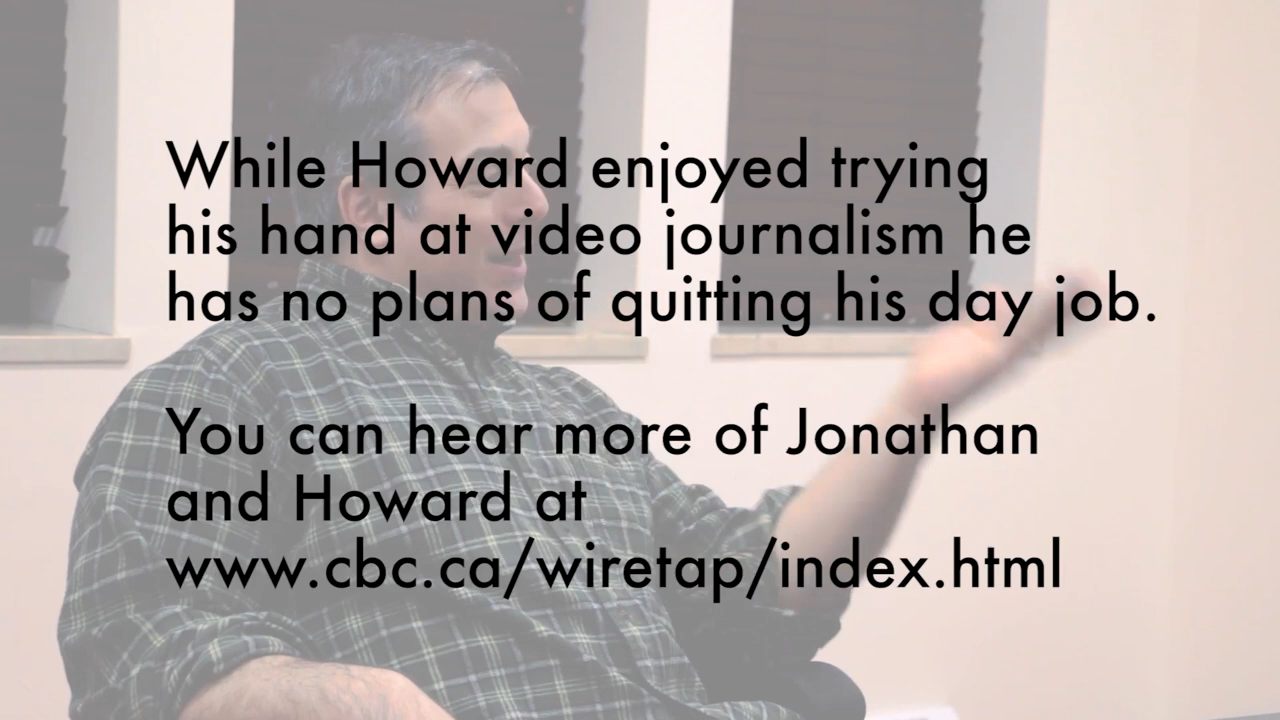 While Howard enjoyed trying
his hand at video journalism he
has no plans of quitting his day job.
You can hear more of Jonathan
and Howard at
www.cbc.ca/wiretap/index.html